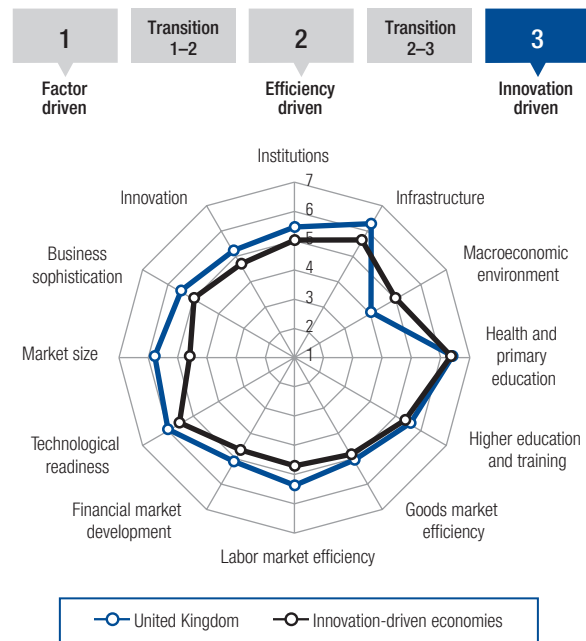 1
Transition
1–2
2
Transition
2–3
3
Factor
driven
Efficiency
driven
Innovation
driven
Institutions
Innovation
Infrastructure
Business
sophistication
Macroeconomic
environment
Market size
Health and
primary
education
Technological
readiness
Higher education
and training
Financial market
development
Goods market
efficiency
Labor market efficiency
7
6
5
4
3
2
1
United Kingdom
Innovation-driven economies